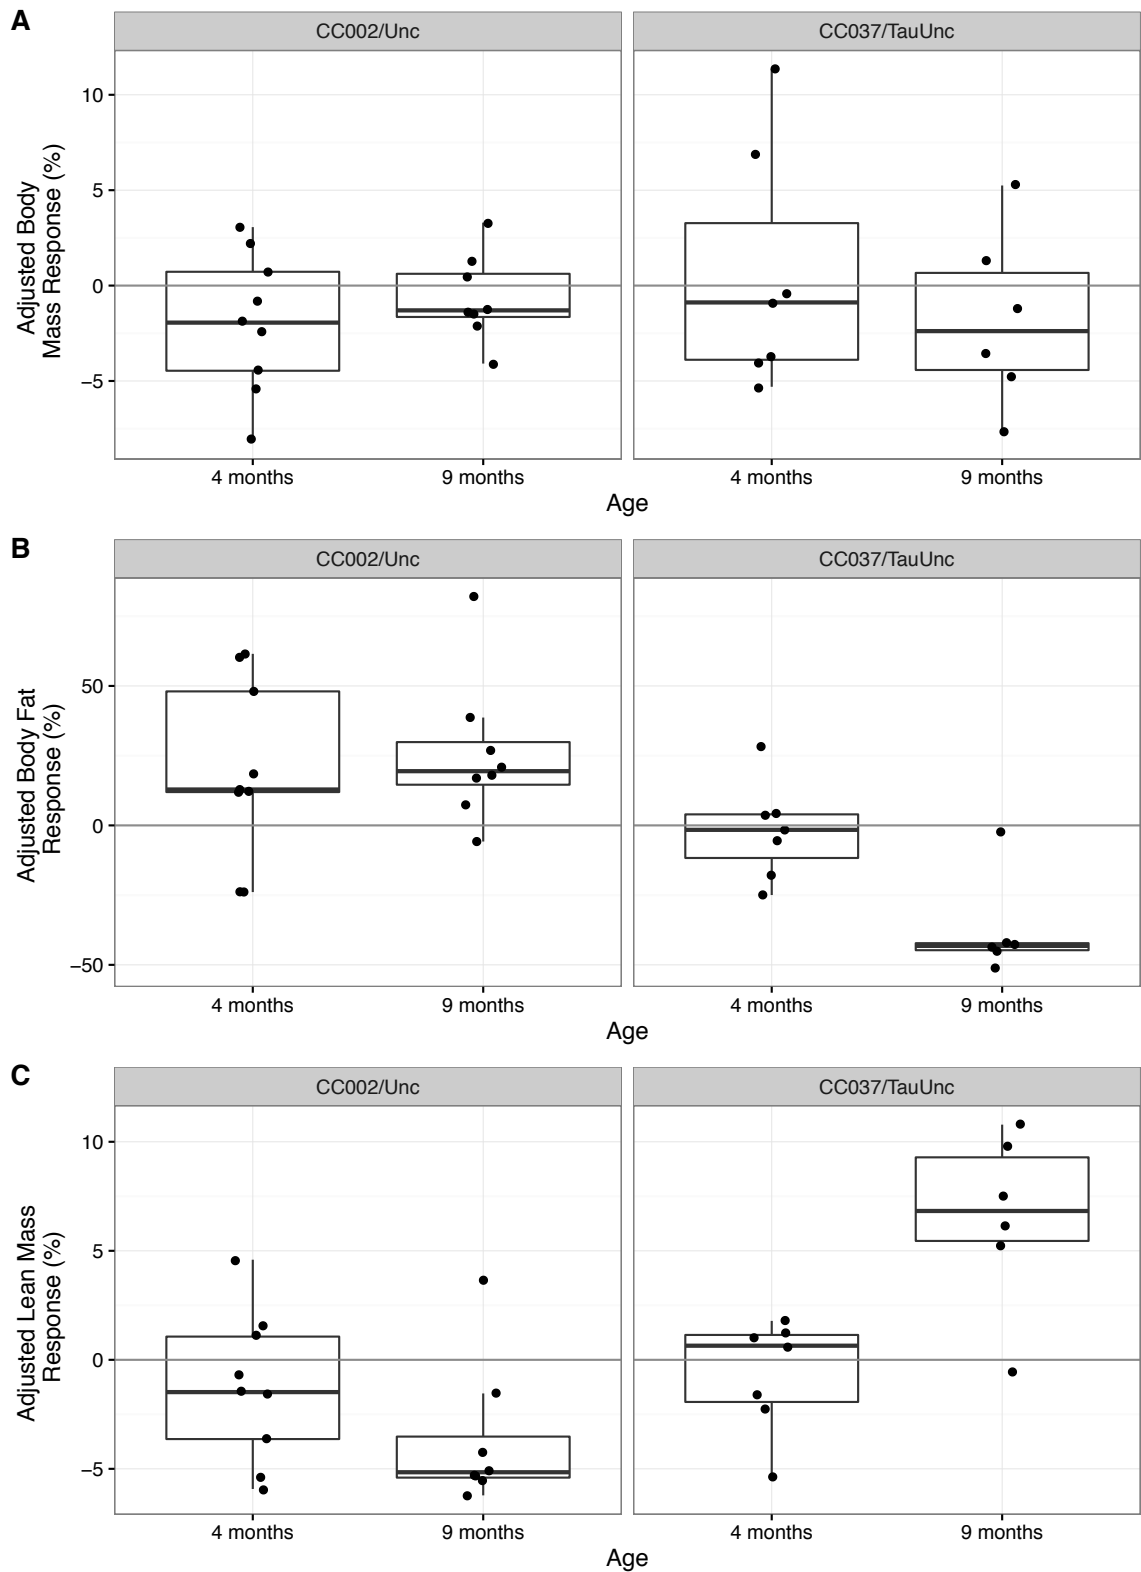 A
CC002/Unc
CC037/TauUnc
Adjusted Body
Mass Response (%)
10
5
0
−5
4 months
9 months
4 months
9 months
Age
B
CC002/Unc
CC037/TauUnc
Adjusted Body Fat
Response (%)
50
0
−50
4 months
9 months
4 months
9 months
Age
C
CC002/Unc
CC037/TauUnc
Adjusted Lean Mass
Response (%)
10
5
0
−5
4 months
9 months
4 months
9 months
Age